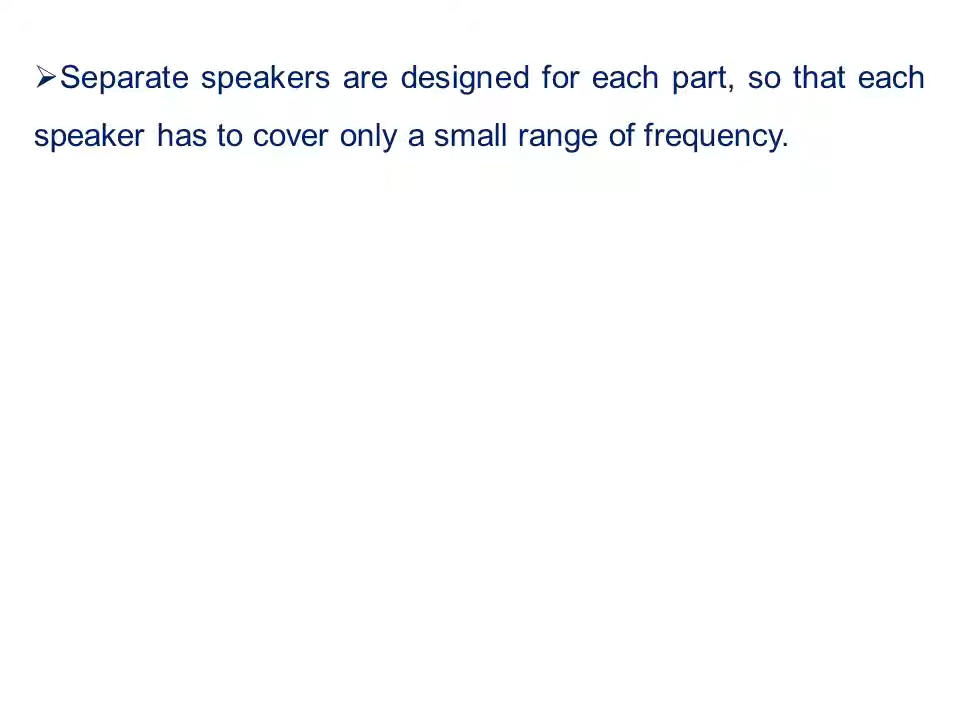 ➢Separate speakers are designed for each part, so that each
speaker has to cover only a small range of frequency.